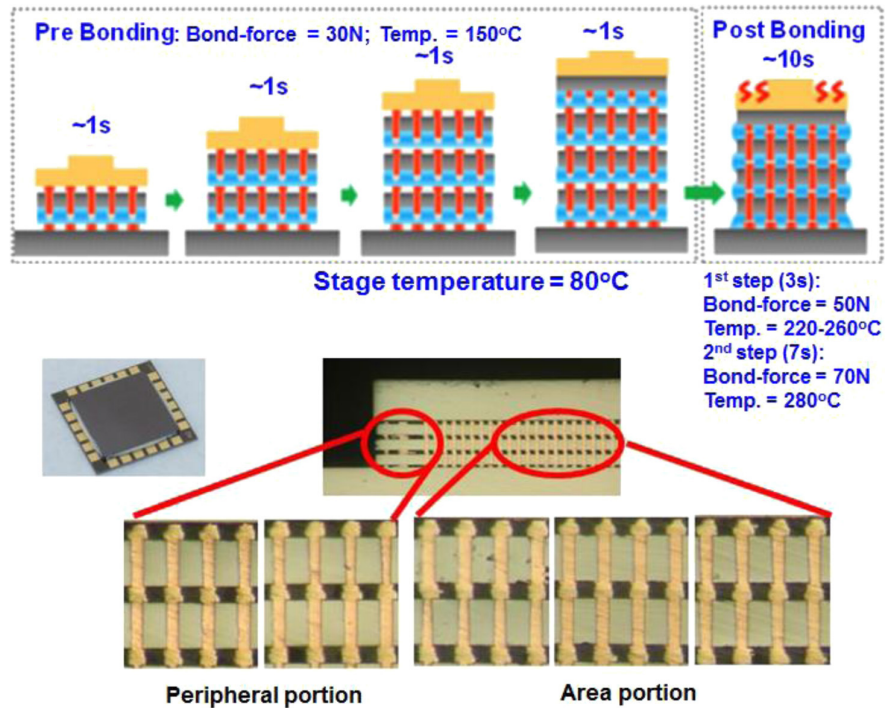 Pre Bonding: Bond-force = 30N; Temp. = 150°C
~1s
~1s
~1s
~1s
Post Bonding
~10s
Stage temperature = 80°C
1st step (3s):
Bond-force = 50N
Temp. = 220-260°C
2nd step (7s):
Bond-force = 70N
Temp. = 280°C
Peripheral portion
Area portion